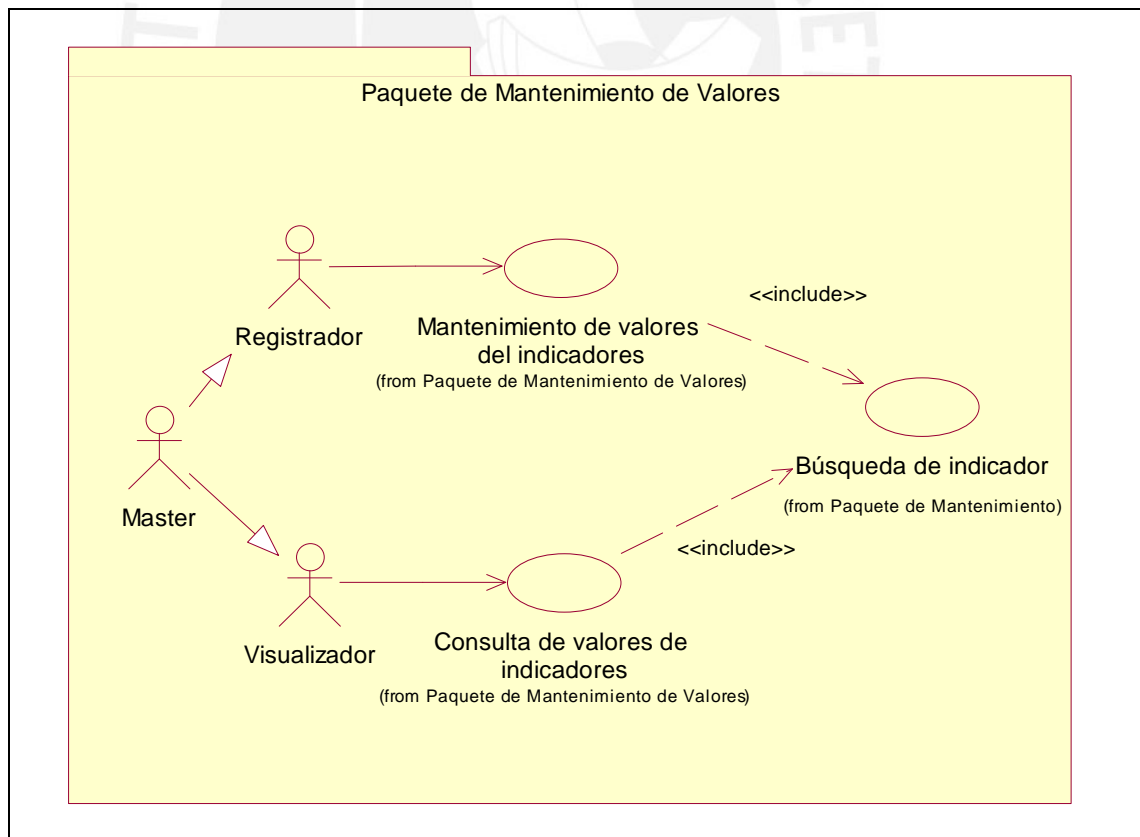 Paquete de Mantenimiento de Valores
Registrador
Mantenimiento de valores
del indicadores
(from Paquete de Mantenimiento de Valores)
<<include>>
Búsqueda de indicador
(from Paquete de Mantenimiento)
Master
<<include>>
Visualizador
Consulta de valores de
indicadores
(from Paquete de Mantenimiento de Valores)